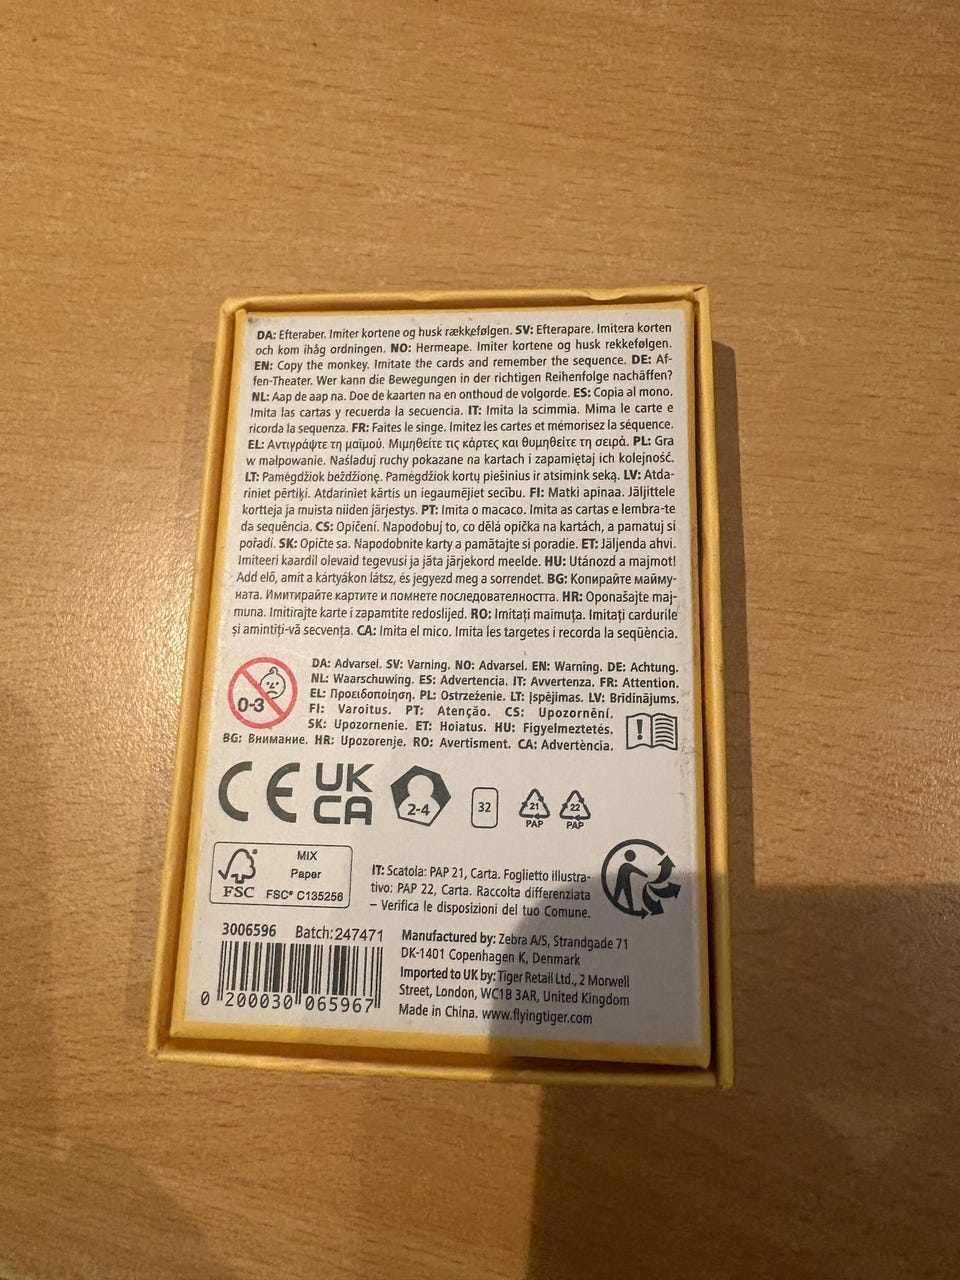 DA: Efteraber. Imiter kortene og husk rækkefølgen. SV: Efterapare. Imitera korten
och kom ihåg ordningen. NO: Hermeape. Imiter kortene og husk rekkefølgen.
EN: Copy the monkey. Imitate the cards and remember the sequence. DE: Af-
fen-Theater. Wer kann die Bewegungen in der richtigen Reihenfolge nachäffen?
NL: Aap de aap na. Doe de kaarten na en onthoud de volgorde. ES: Copia al mono.
Imita las cartas y recuerda la secuencia. IT: Imita la scimmia. Mima le carte e
ricorda la sequenza. FR: Faites le singe. Imitez les cartes et mémorisez la séquence.
EL: Αντιγράψτε τη μαϊμού. Μιμηθείτε τις κάρτες και θυμηθείτε τη σειρά. PL: Gra
w małpowanie. Naśladuj ruchy pokazane na kartach i zapamiętaj ich kolejność.
LT: Pamėgdžiok beždžionę. Pamėgdžiok kortų piešinius ir atsimink seką. LV: Atda-
riniet pērtiķi. Atdariniet kārtis un iegaumējiet secību. FI: Matki apinaa. Jäljittele
kortteja ja muista niiden järjestys. PT: Imita o macaco. Imita as cartas e lembra-te
da sequência. CS: Opičení. Napodobuj to, co dělá opička na kartách, a pamatuj si
pořadí. SK: Opičte sa. Napodobnite karty a pamätajte si poradie. ET: Jäljenda ahvi.
Imiteeri kaardil olevaid tegevusi ja jäta järjekord meelde. HU: Utánozd a majmot!
Add elő, amit a kártyákon látsz, és jegyezd meg a sorrendet. BG: Копирайте майму-
ната. Имитирайте картите и помнете последователността. HR: Oponašajte maj-
muna. Imitirajte karte i zapamtite redoslijed. RO: Imitați maimuța. Imitați cardurile
și amintiți-vă secvența. CA: Imita el mico. Imita les targetes i recorda la seqüència.
0-3
DA: Advarsel. SV: Varning. NO: Advarsel. EN: Warning. DE: Achtung.
NL: Waarschuwing. ES: Advertencia. IT: Avvertenza. FR: Attention.
EL: Προειδοποίηση. PL: Ostrzeżenie. LT: Įspėjimas. LV: Brīdinājums.
FI: Varoitus. PT: Atenção. CS: Upozornění.
SK: Upozornenie. ET: Hoiatus. HU: Figyelmeztetés.
BG: Внимание. HR: Upozorenje. RO: Avertisment. CA: Advertència.
CE UK
CA
2-4
32
21
PAP
22
PAP
FSC
MIX
Paper
FSC® C135258
IT: Scatola: PAP 21, Carta. Foglietto illustra-
tivo: PAP 22, Carta. Raccolta differenziata
– Verifica le disposizioni del tuo Comune.
3006596 Batch:247471
0 200030 065967
Manufactured by: Zebra A/S, Strandgade 71
DK-1401 Copenhagen K, Denmark
Imported to UK by: Tiger Retail Ltd., 2 Morwell
Street, London, WC1B 3AR, United Kingdom
Made in China. www.flyingtiger.com